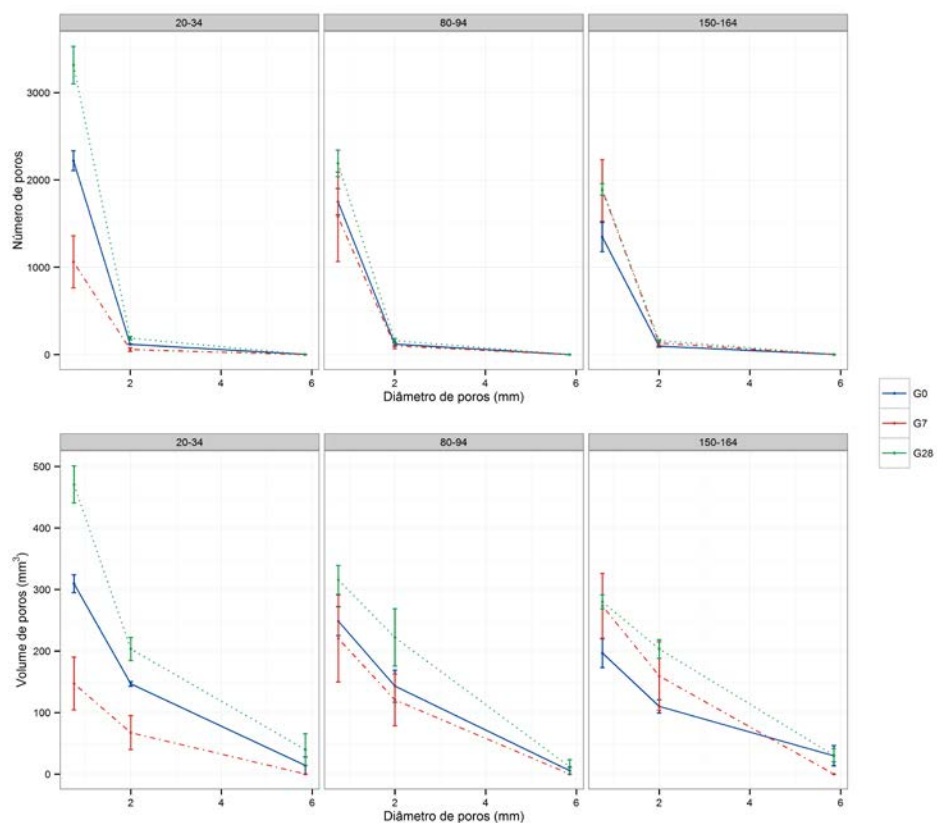 20-34 80-94 150-164
Número de poros
3000
2000
1000
0
2 4 6 2 4 6 2 4 6
Diâmetro de poros (mm)
G0
G7
G28
20-34 80-94 150-164
Volume de poros (mm³)
500
400
300
200
100
0
2 4 6 2 4 6 2 4 6
Diâmetro de poros (mm)